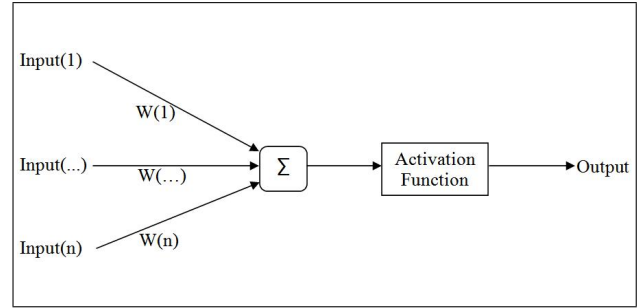 Input(1)
W(1)
Input(...)
W(...)
Σ
Activation
Function
Output
Input(n)
W(n)